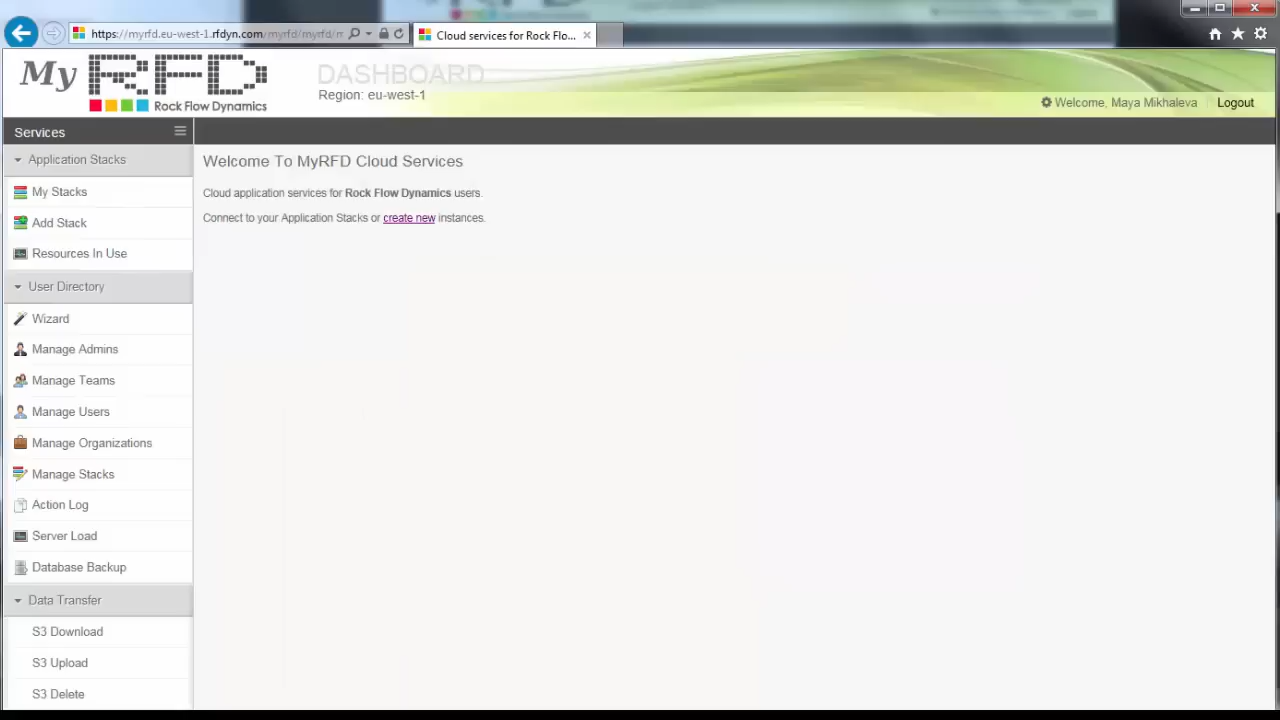 https://myrfd.eu-west-1.rfdyn.com/myrfd/myrfd/r
Cloud services for Rock Flo...
My RFD
Rock Flow Dynamics
DASHBOARD
Region: eu-west-1
Welcome, Maya Mikhaleva
Logout
Services
Application Stacks
My Stacks
Add Stack
Resources In Use
User Directory
Wizard
Manage Admins
Manage Teams
Manage Users
Manage Organizations
Manage Stacks
Action Log
Server Load
Database Backup
Data Transfer
S3 Download
S3 Upload
S3 Delete
Welcome To MyRFD Cloud Services
Cloud application services for Rock Flow Dynamics users.
Connect to your Application Stacks or create new instances.